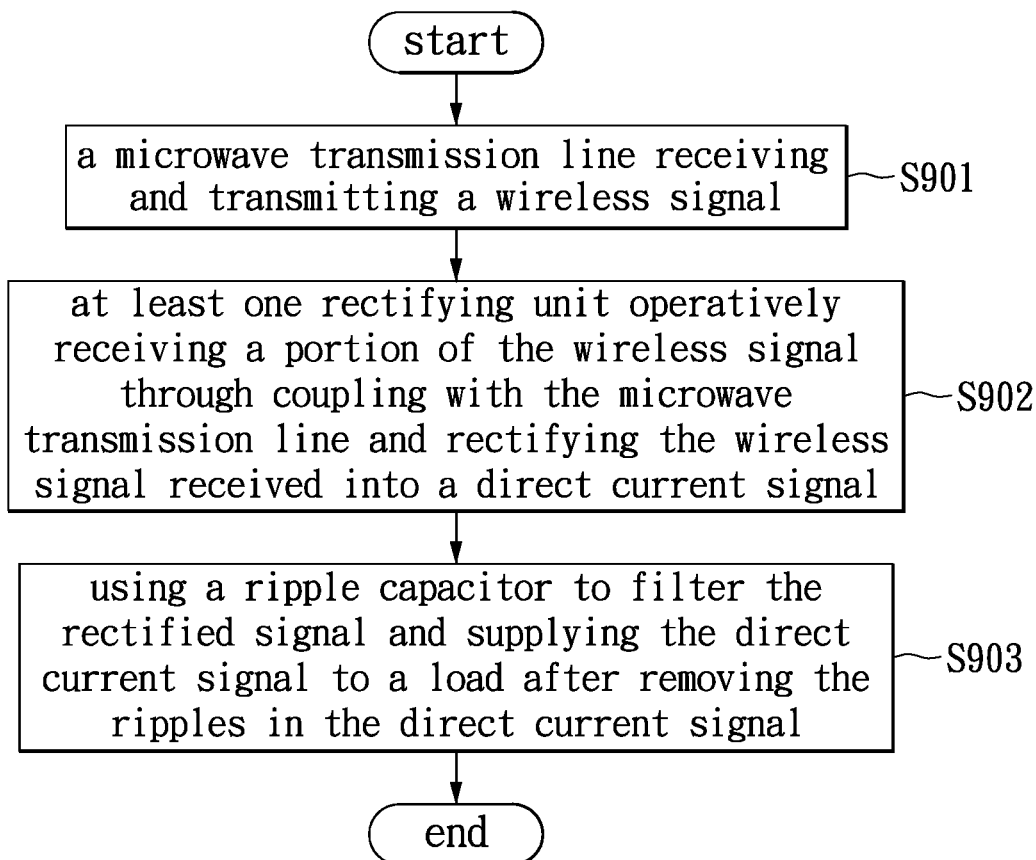 start
a microwave transmission line receiving
and transmitting a wireless signal
S901
at least one rectifying unit operatively
receiving a portion of the wireless signal
through coupling with the microwave
transmission line and rectifying the wireless
signal received into a direct current signal
S902
using a ripple capacitor to filter the
rectified signal and supplying the direct
current signal to a load after removing the
ripples in the direct current signal
S903
end